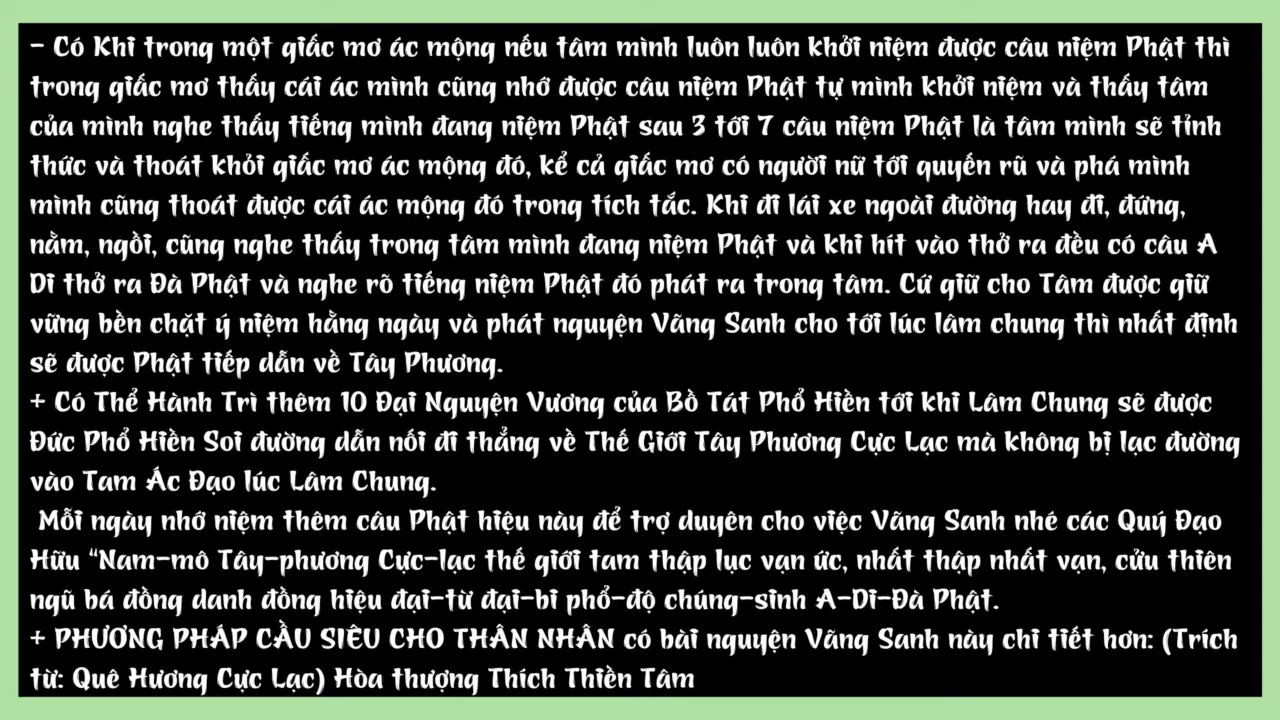 - Có Khi trong một giấc mơ ác mộng nếu tâm mình luôn luôn khởi niệm được câu niệm Phật thì
trong giấc mơ thấy cái ác mình cũng nhớ được câu niệm Phật tự mình khởi niệm và thấy tâm
của mình nghe thấy tiếng mình đang niệm Phật sau 3 tới 7 câu niệm Phật là tâm mình sẽ tỉnh
thức và thoát khỏi giấc mơ ác mộng đó, kể cả giấc mơ có người nữ tới quyến rũ và phá mình
mình cũng thoát được cái ác mộng đó trong tích tắc. Khi đi lái xe ngoài đường hay đi, đứng,
nằm, ngồi, cũng nghe thấy trong tâm mình đang niệm Phật và khi hít vào thở ra đều có câu A
Di thở ra Đà Phật và nghe rõ tiếng niệm Phật đó phát ra trong tâm. Cứ giữ cho Tâm được giữ
vững bền chặt ý niệm hằng ngày và phát nguyện Vãng Sanh cho tới lúc lâm chung thì nhất định
sẽ được Phật tiếp dẫn về Tây Phương.
+ Có Thể Hành Trì thêm 10 Đại Nguyện Vương của Bồ Tát Phổ Hiền tới khi Lâm Chung sẽ được
Đức Phổ Hiền Soi đường dẫn nối đi thẳng về Thế Giới Tây Phương Cực Lạc mà không bị lạc đường
vào Tam Ác Đạo lúc Lâm Chung.
Mỗi ngày nhớ niệm thêm câu Phật hiệu này để trợ duyên cho việc Vãng Sanh nhé các Quý Đạo
Hữu “Nam-mô Tây-phương Cực-lạc thế giới tam thập lục vạn ức, nhất thập nhất vạn, cửu thiên
ngũ bá đồng danh đồng hiệu đại-từ đại-bi phổ-độ chúng-sinh A-Di-Đà Phật.
+ PHƯƠNG PHÁP CẦU SIÊU CHO THÂN NHÂN có bài nguyện Vãng Sanh này chi tiết hơn: (Trích
từ: Quê Hương Cực Lạc) Hòa thượng Thích Thiền Tâm